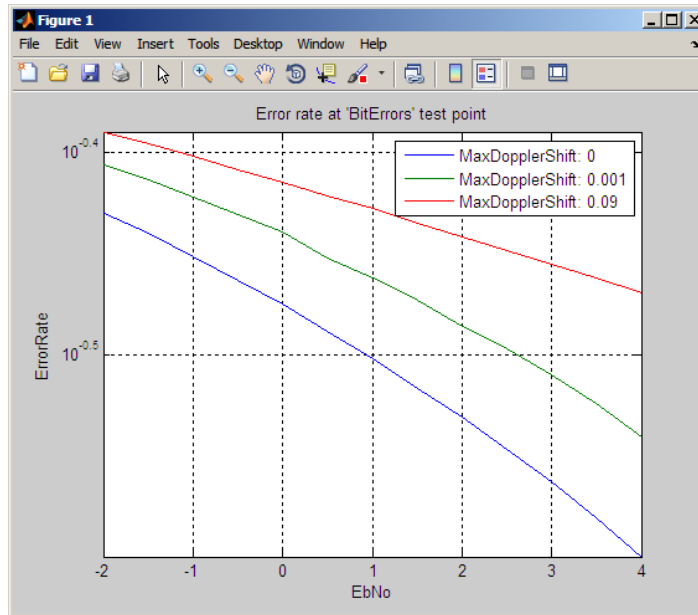 Figure 1
File Edit View Insert Tools Desktop Window Help
Error rate at 'BitErrors' test point
10^-0.4
10^-0.5
ErrorRate
MaxDopplerShift: 0
MaxDopplerShift: 0.001
MaxDopplerShift: 0.09
-2 -1 0 1 2 3 4
EbNo